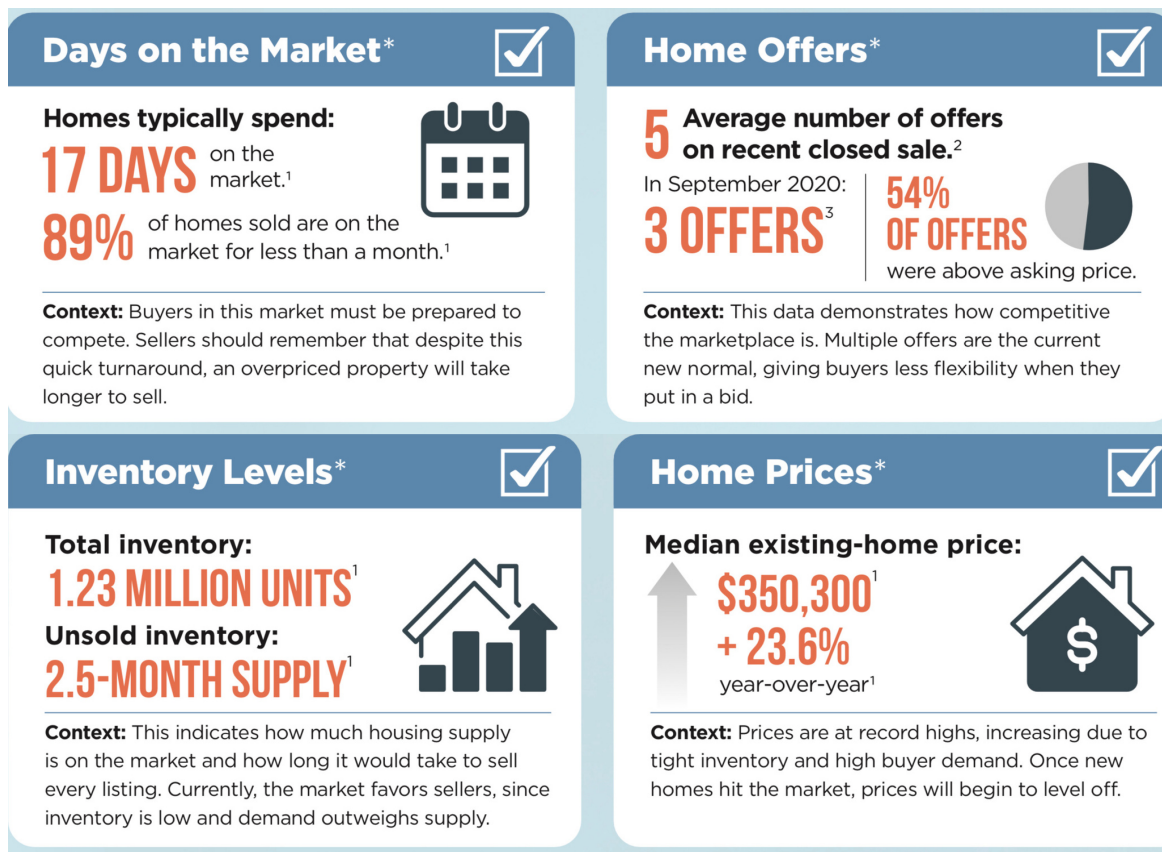 Days on the Market*
Homes typically spend:
17 DAYS on the
market.¹
89% of homes sold are on the
market for less than a month.¹
Context: Buyers in this market must be prepared to
compete. Sellers should remember that despite this
quick turnaround, an overpriced property will take
longer to sell.
Home Offers*
5 Average number of offers
on recent closed sale.²
In September 2020:
3 OFFERS³
54%
OF OFFERS
were above asking price.
Context: This data demonstrates how competitive
the marketplace is. Multiple offers are the current
new normal, giving buyers less flexibility when they
put in a bid.
Inventory Levels*
Total inventory:
1.23 MILLION UNITS¹
Unsold inventory:
2.5-MONTH SUPPLY¹
Context: This indicates how much housing supply
is on the market and how long it would take to sell
every listing. Currently, the market favors sellers, since
inventory is low and demand outweighs supply.
Home Prices*
Median existing-home price:
$350,300¹
+ 23.6%
year-over-year¹
$
Context: Prices are at record highs, increasing due to
tight inventory and high buyer demand. Once new
homes hit the market, prices will begin to level off.